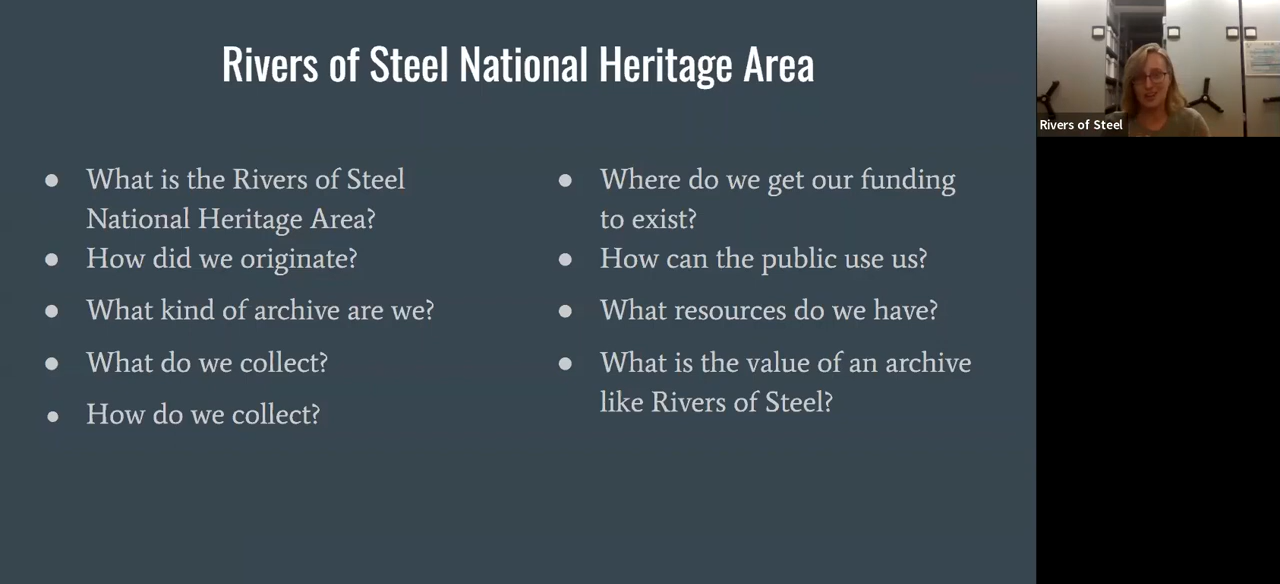 Rivers of Steel National Heritage Area
● What is the Rivers of Steel
National Heritage Area?
● How did we originate?
● What kind of archive are we?
● What do we collect?
● How do we collect?
● Where do we get our funding
to exist?
● How can the public use us?
● What resources do we have?
● What is the value of an archive
like Rivers of Steel?
Rivers of Steel